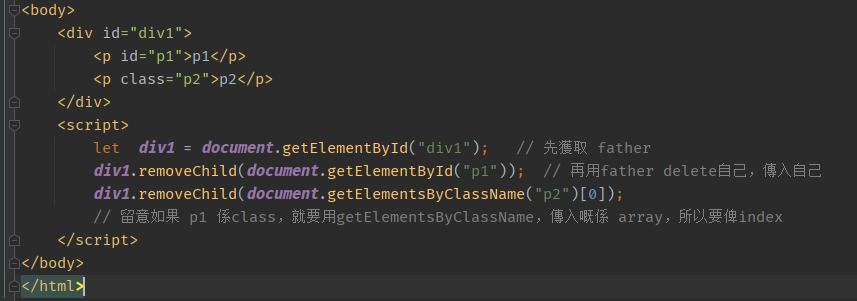 <body>
<div id="div1">
<p id="p1">p1</p>
<p class="p2">p2</p>
</div>
<script>
let  div1 = document.getElementById("div1");   // 先獲取 father
div1.removeChild(document.getElementById("p1"));  // 再用father delete自己，傳入自己
div1.removeChild(document.getElementsByClassName("p2")[0]);
// 留意如果 p1 係class，就要用getElementsByClassName，傳入嘅係 array，所以要俾index
</script>
</body>
</html>